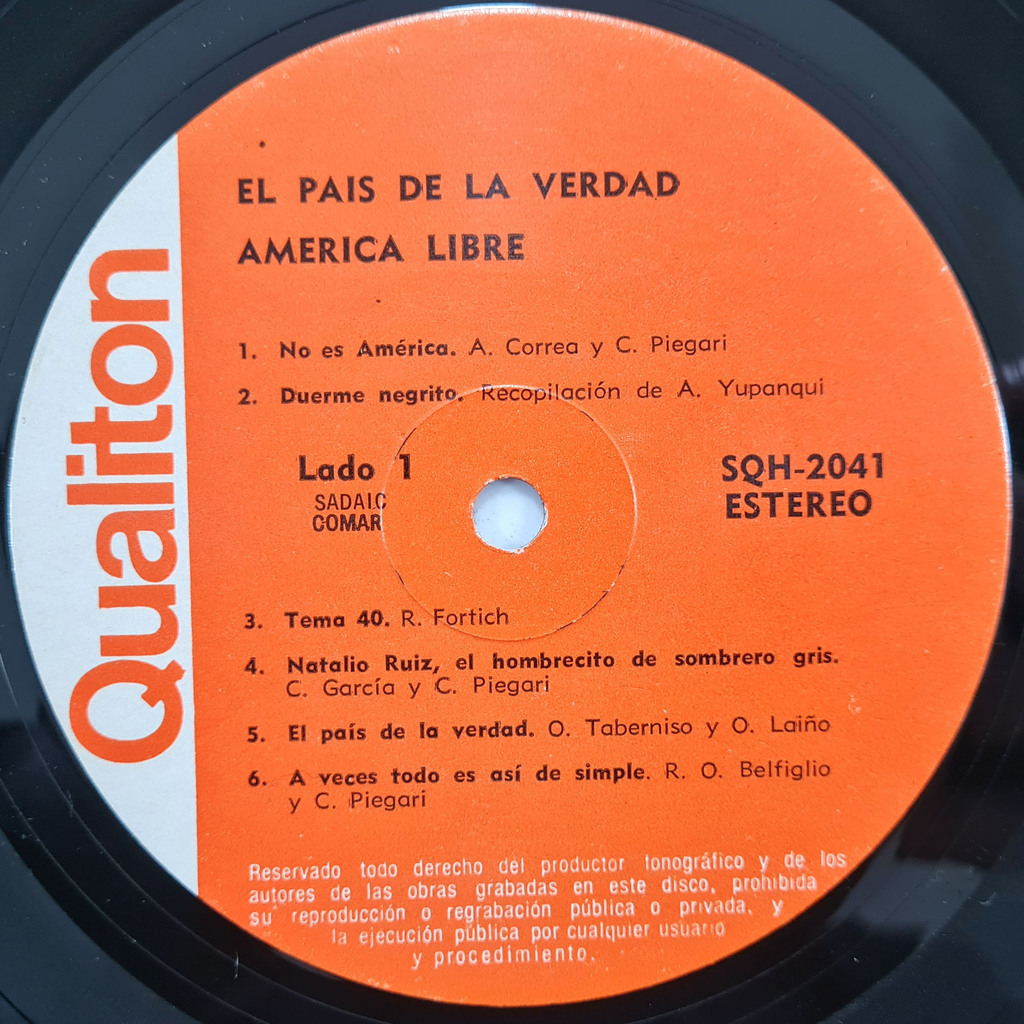 Qualiton
EL PAIS DE LA VERDAD
AMERICA LIBRE
1. No es América. A. Correa y C. Piegari
2. Duerme negrito. Recopilación de A. Yupanqui
Lado 1
SADAIC
COMAR
SQH-2041
ESTEREO
3. Tema 40. R. Fortich
4. Natalio Ruiz, el hombrecito de sombrero gris.
C. García y C. Piegari
5. El país de la verdad. O. Taberniso y O. Laiño
6. A veces todo es así de simple. R. O. Belfiglio
y C. Piegari
Reservado todo derecho del productor fonográfico y de los
autores de las obras grabadas en este disco, prohibida
su reproducción o regrabación pública o privada, y
la ejecución pública por cualquier usuario
y procedimiento.